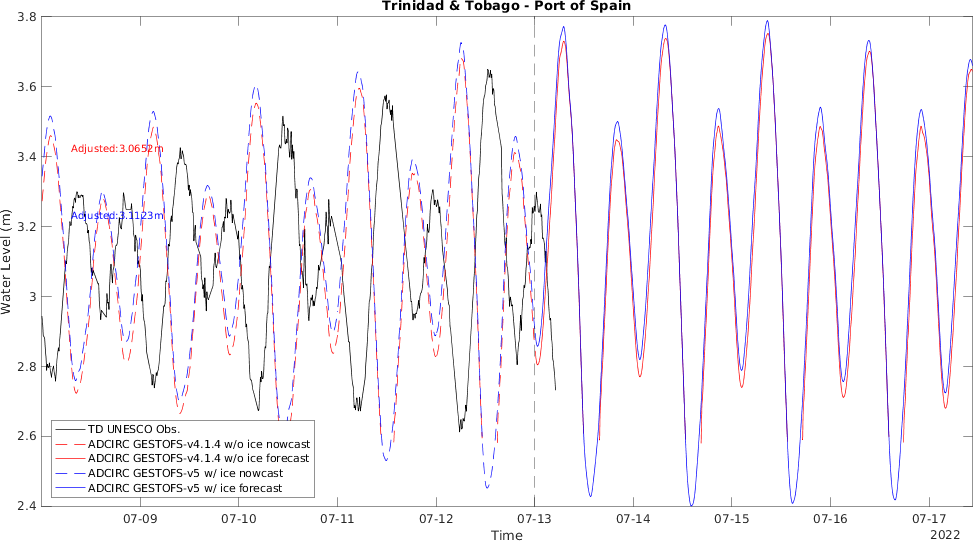 Trinidad & Tobago - Port of Spain
3.8
3.6
3.4
3.2
3
2.8
2.6
2.4
Water Level (m)
Adjusted:3.0652m
Adjusted:3.1123m
TD UNESCO Obs.
ADCIRC GESTOFS-v4.1.4 w/o ice nowcast
ADCIRC GESTOFS-v4.1.4 w/o ice forecast
ADCIRC GESTOFS-v5 w/ ice nowcast
ADCIRC GESTOFS-v5 w/ ice forecast
07-09 07-10 07-11 07-12 07-13 07-14 07-15 07-16 07-17
Time
2022